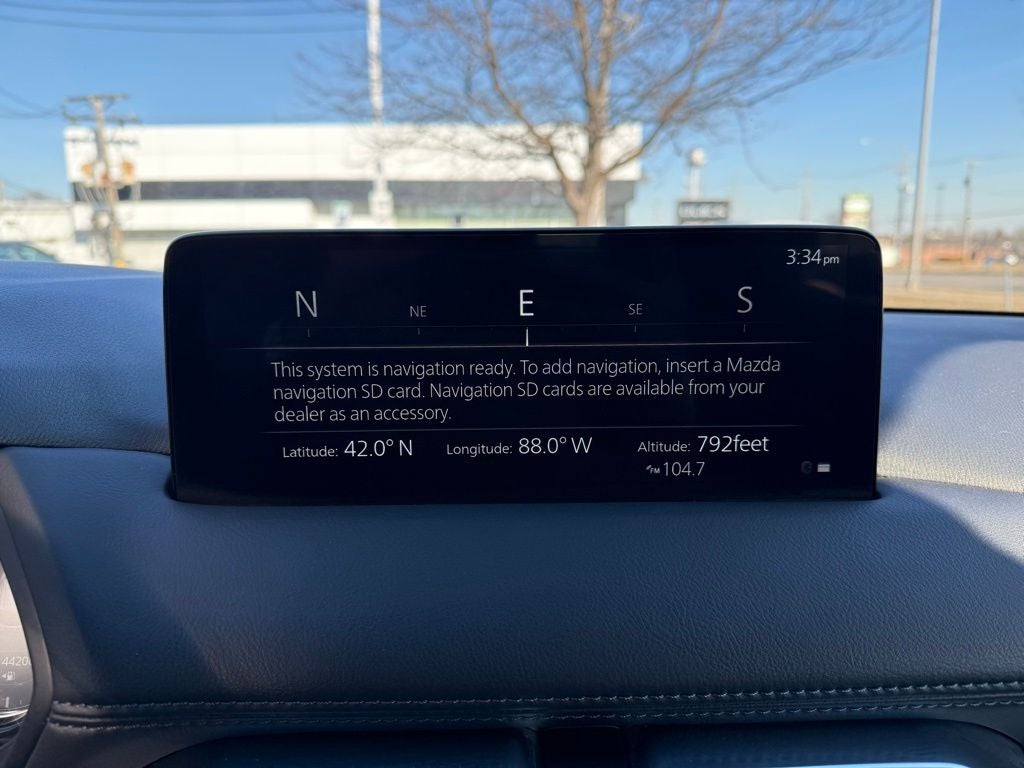 3:34pm
N NE E SE S
This system is navigation ready. To add navigation, insert a Mazda
navigation SD card. Navigation SD cards are available from your
dealer as an accessory.
Latitude: 42.0° N Longitude: 88.0° W Altitude: 792feet
FM 104.7
4420